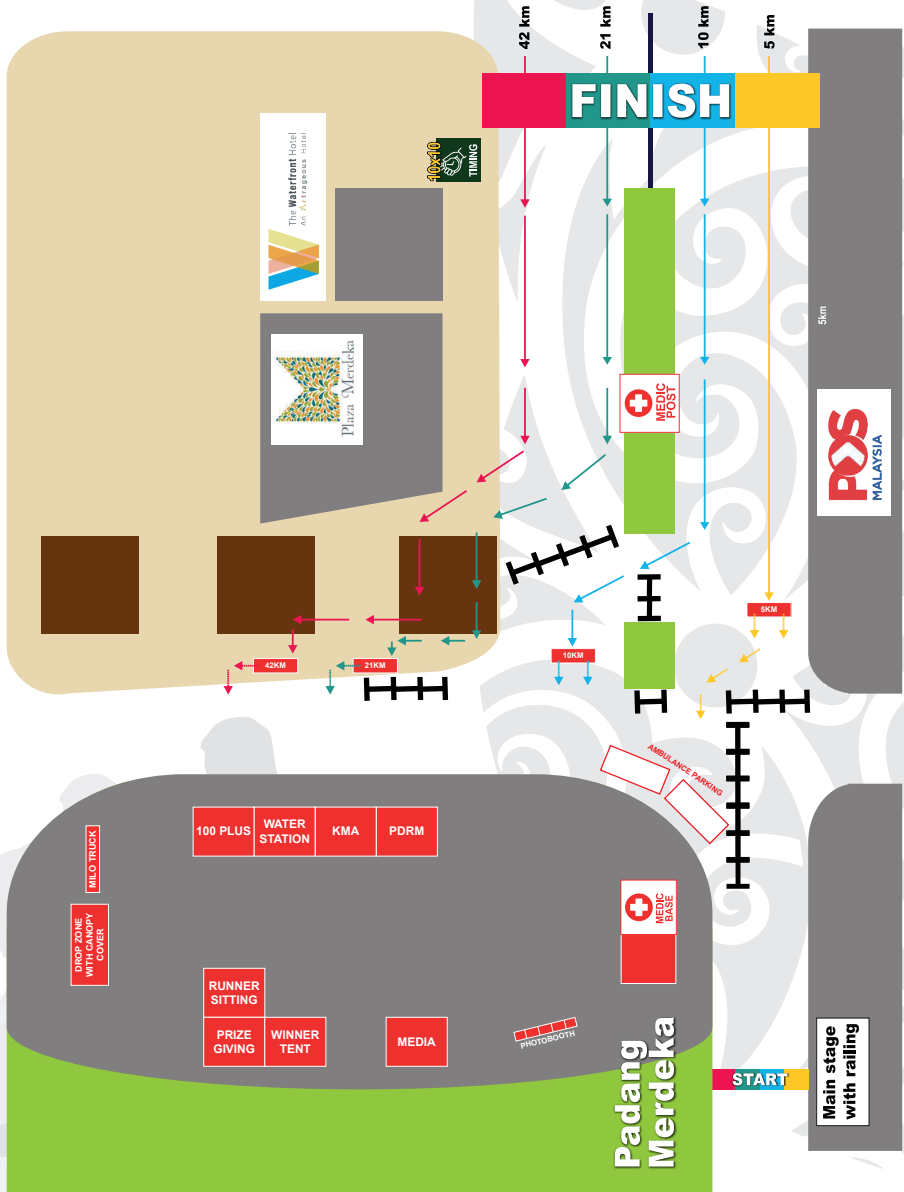 42 km
21 km
10 km
5 km
FINISH
10x10
TIMING
The Waterfront Hotel
An Artrageous Hotel
Plaza Merdeka
5km
MEDIC
POST
POS
MALAYSIA
5KM
10KM
42KM
21KM
AMBULANCE PARKING
100 PLUS
WATER
STATION
KMA
PDRM
MILO TRUCK
DROP ZONE
WITH CANOPY
COVER
MEDIC
BASE
RUNNER
SITTING
PRIZE
GIVING
WINNER
TENT
MEDIA
PHOTOBOOTH
Padang
Merdeka
START
Main stage
with railing